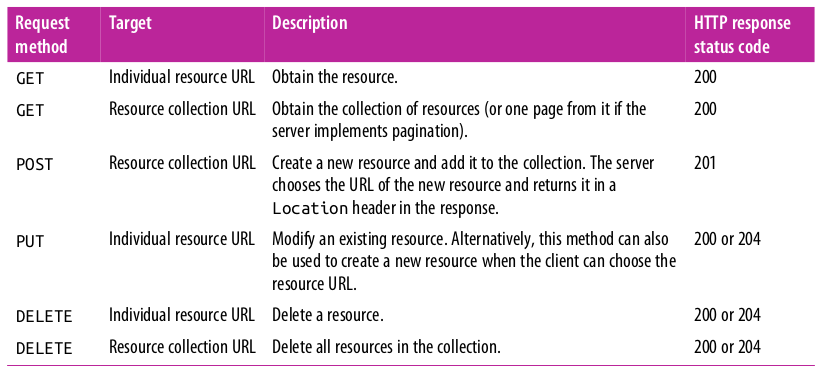 Request method Target Description HTTP response status code
GET Individual resource URL Obtain the resource. 200
GET Resource collection URL Obtain the collection of resources (or one page from it if the 200
server implements pagination).
POST Resource collection URL Create a new resource and add it to the collection. The server 201
chooses the URL of the new resource and returns it in a
Location header in the response.
PUT Individual resource URL Modify an existing resource. Alternatively, this method can also 200 or 204
be used to create a new resource when the client can choose the
resource URL.
DELETE Individual resource URL Delete a resource. 200 or 204
DELETE Resource collection URL Delete all resources in the collection. 200 or 204